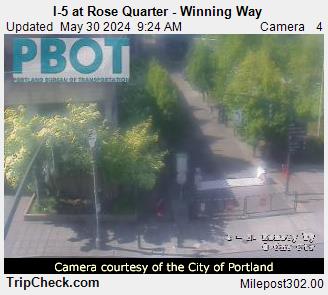 I-5 at Rose Quarter - Winning Way
Updated May 30 2024 9:24 AM Camera 4
PBOT
PORTLAND BUREAU OF TRANSPORTATION
Camera courtesy of the City of Portland
TripCheck.com Milepost302.00